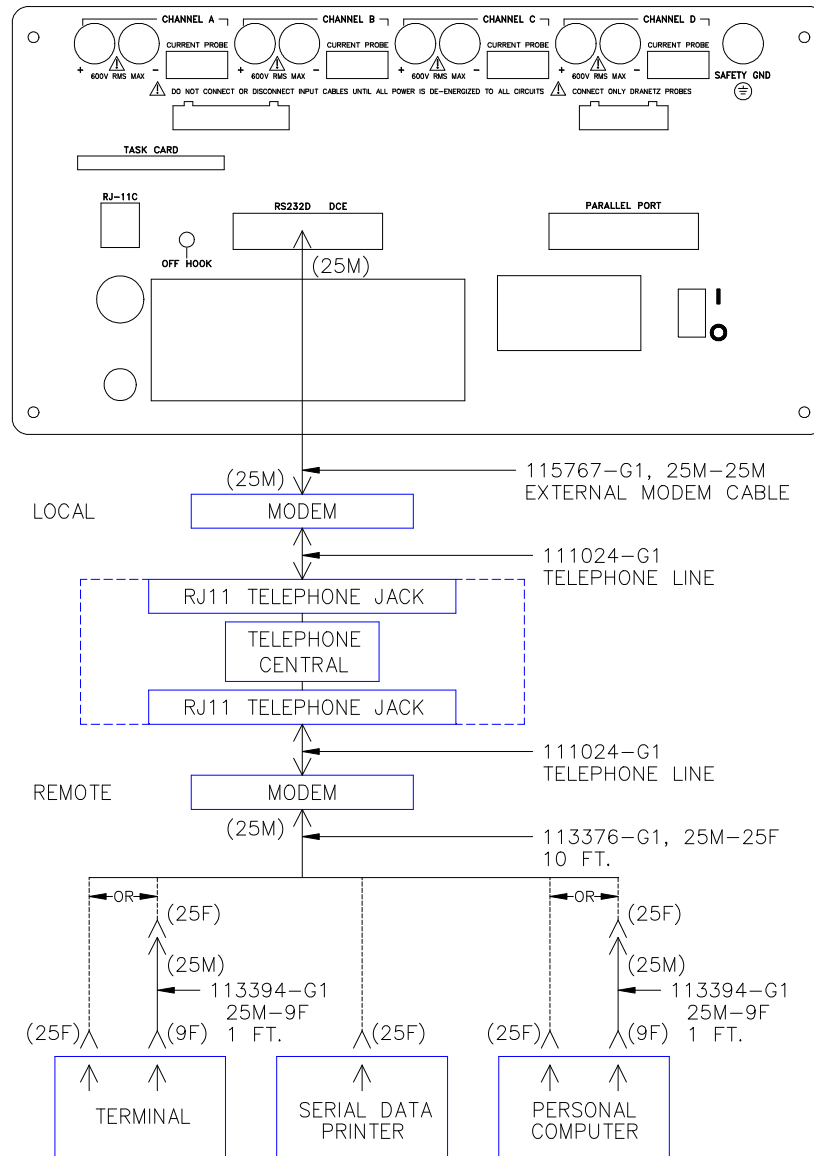 CHANNEL A
CHANNEL B
CHANNEL C
CHANNEL D
CURRENT PROBE
CURRENT PROBE
CURRENT PROBE
CURRENT PROBE
+ -
+ -
+ -
+ -
600V RMS MAX
600V RMS MAX
600V RMS MAX
600V RMS MAX
SAFETY GND
DO NOT CONNECT OR DISCONNECT INPUT CABLES UNTIL ALL POWER IS DE-ENERGIZED TO ALL CIRCUITS
CONNECT ONLY DRANETZ PROBES
TASK CARD
RJ-11C
RS232D DCE
PARALLEL PORT
OFF HOOK
(25M)
I
O
(25M)
115767-G1, 25M-25M
EXTERNAL MODEM CABLE
LOCAL
MODEM
111024-G1
TELEPHONE LINE
RJ11 TELEPHONE JACK
TELEPHONE
CENTRAL
RJ11 TELEPHONE JACK
111024-G1
TELEPHONE LINE
REMOTE
MODEM
(25M)
113376-G1, 25M-25F
10 FT.
OR
OR
(25F)
(25F)
(25M)
(25M)
113394-G1
25M-9F
1 FT.
113394-G1
25M-9F
1 FT.
(25F)
(9F)
(25F)
(25F)
(9F)
TERMINAL
SERIAL DATA
PRINTER
PERSONAL
COMPUTER